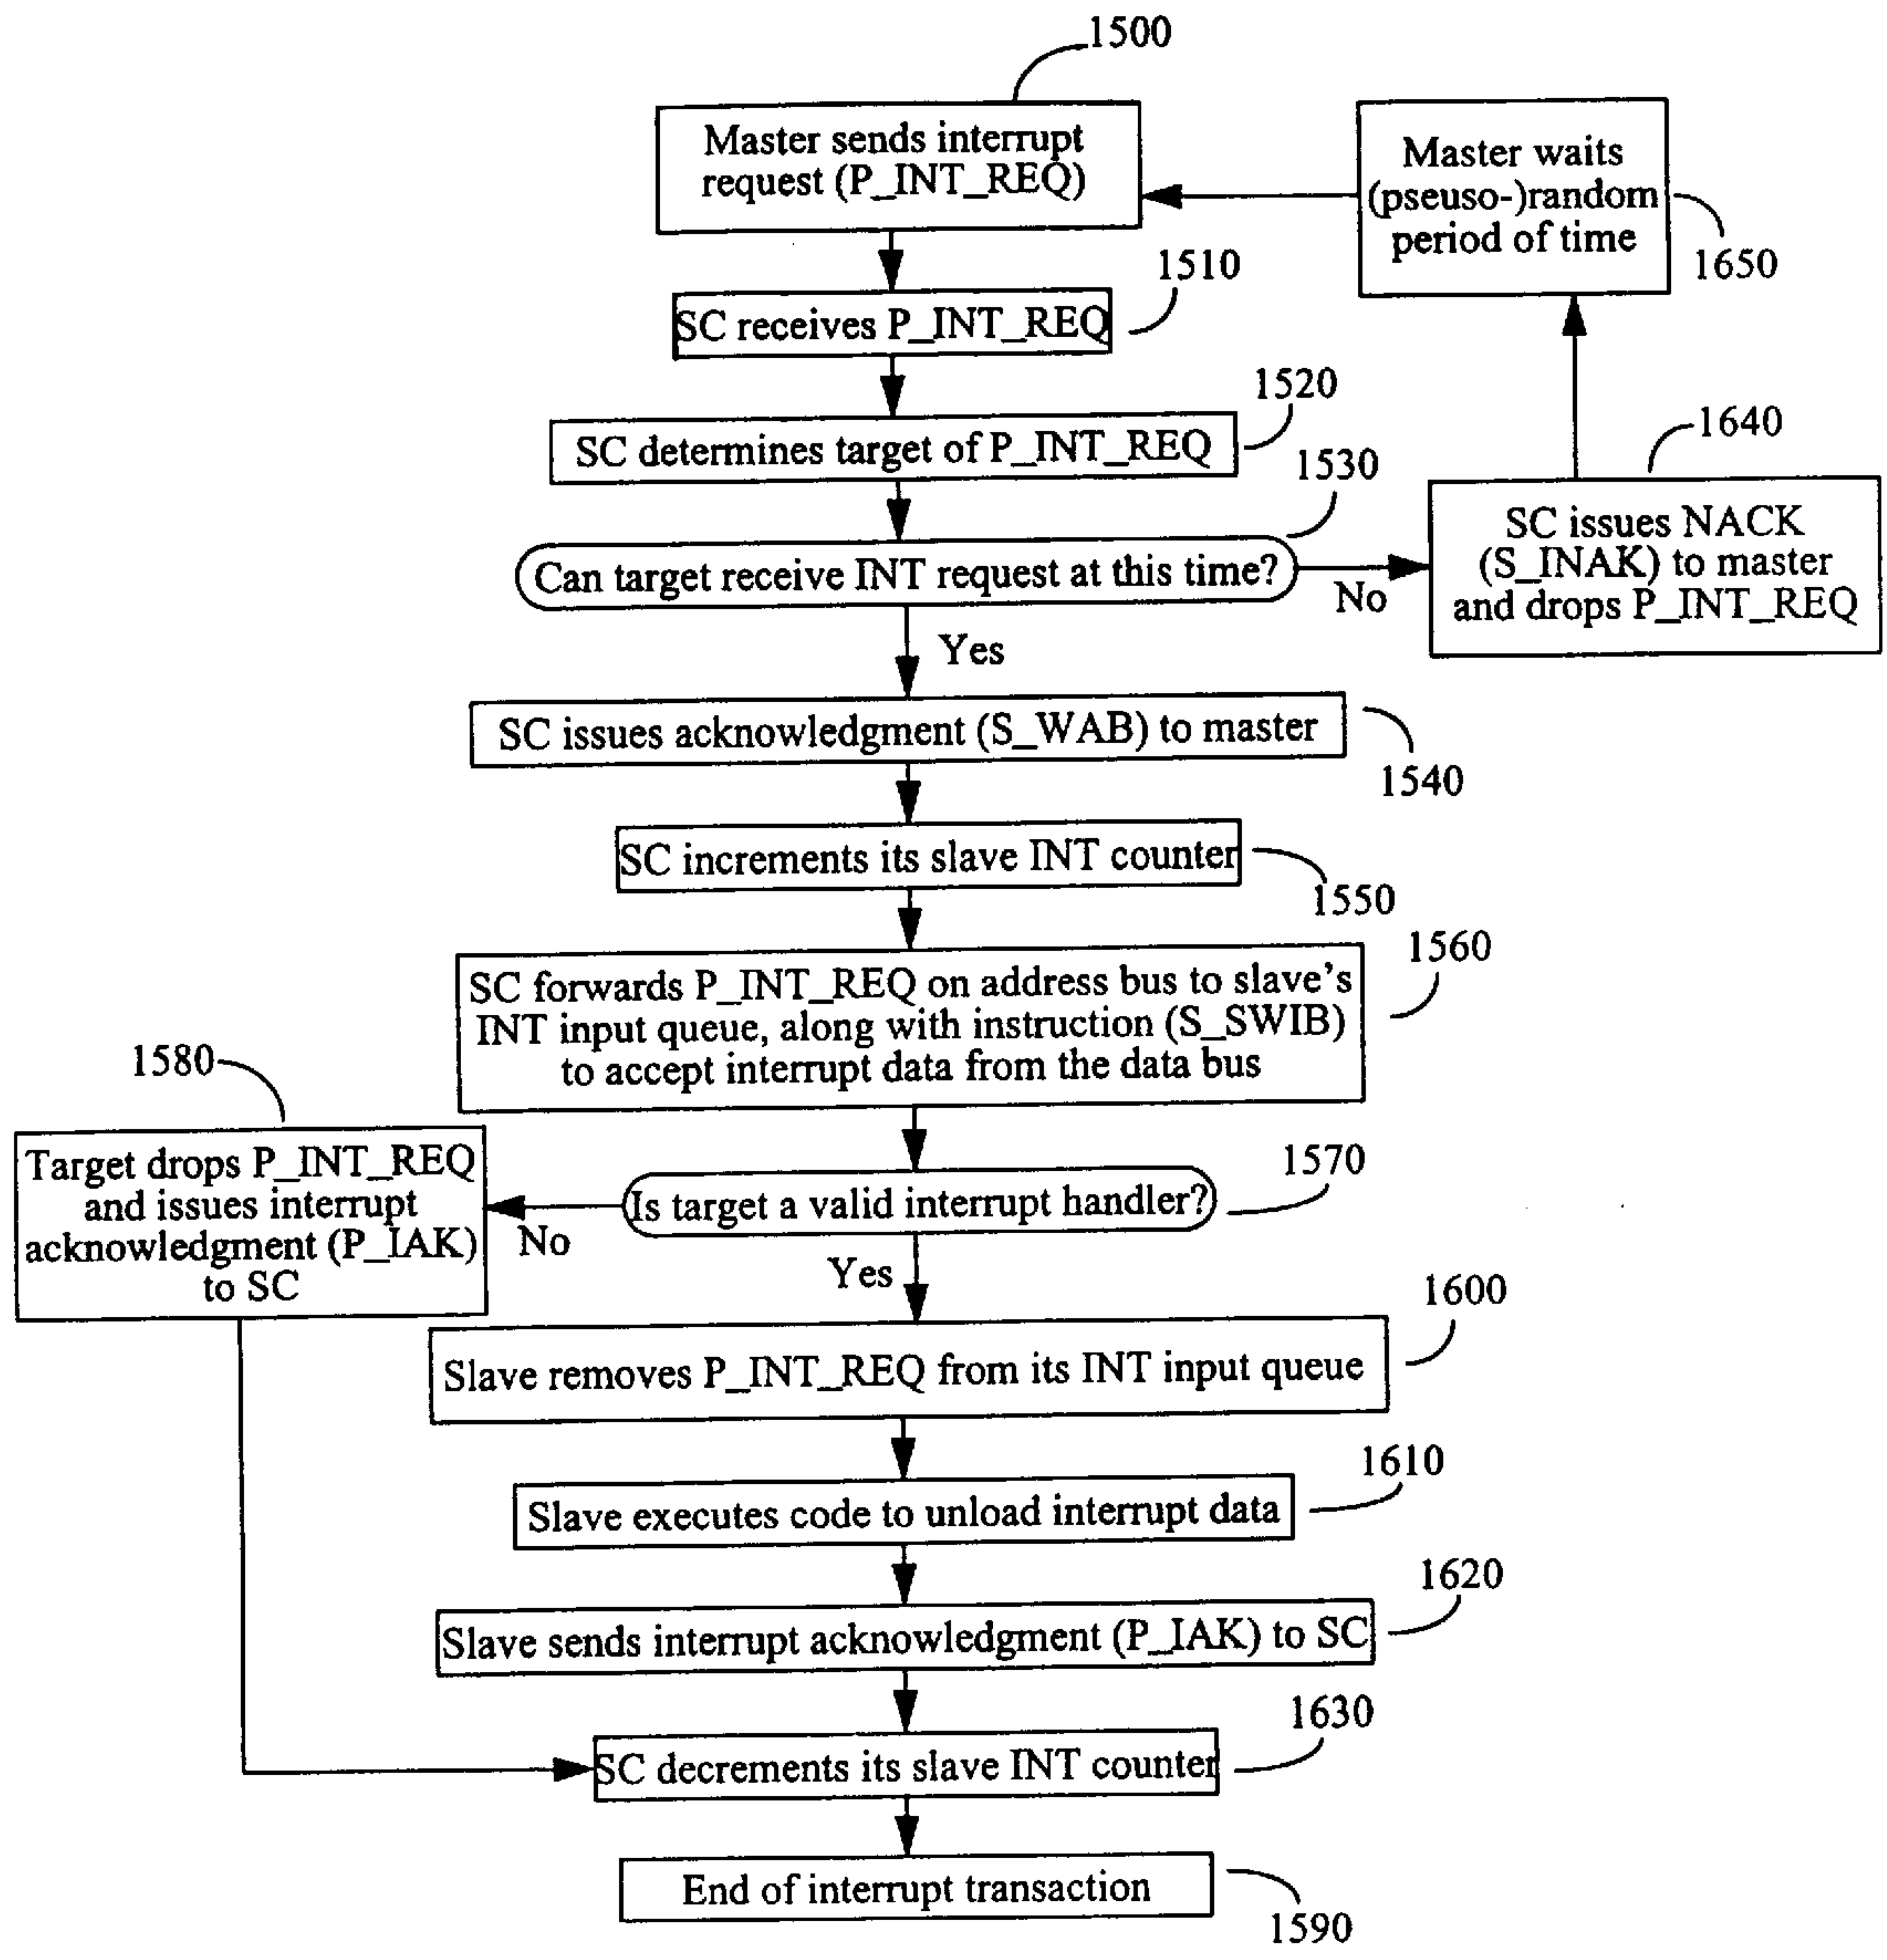 1500
Master sends interrupt
request (P_INT_REQ)
Master waits
(pseuso-)random
period of time
1650
1510
SC receives P_INT_REQ
1520
SC determines target of P_INT_REQ
1530
1640
Can target receive INT request at this time?
No
SC issues NACK
(S_INAK) to master
and drops P_INT_REQ
Yes
SC issues acknowledgment (S_WAB) to master
1540
SC increments its slave INT counter
1550
1560
SC forwards P_INT_REQ on address bus to slave's
INT input queue, along with instruction (S_SWIB)
to accept interrupt data from the data bus
1580
Target drops P_INT_REQ
and issues interrupt
acknowledgment (P_IAK)
to SC
1570
Is target a valid interrupt handler?
No
Yes
1600
Slave removes P_INT_REQ from its INT input queue
1610
Slave executes code to unload interrupt data
1620
Slave sends interrupt acknowledgment (P_IAK) to SC
1630
SC decrements its slave INT counter
End of interrupt transaction
1590